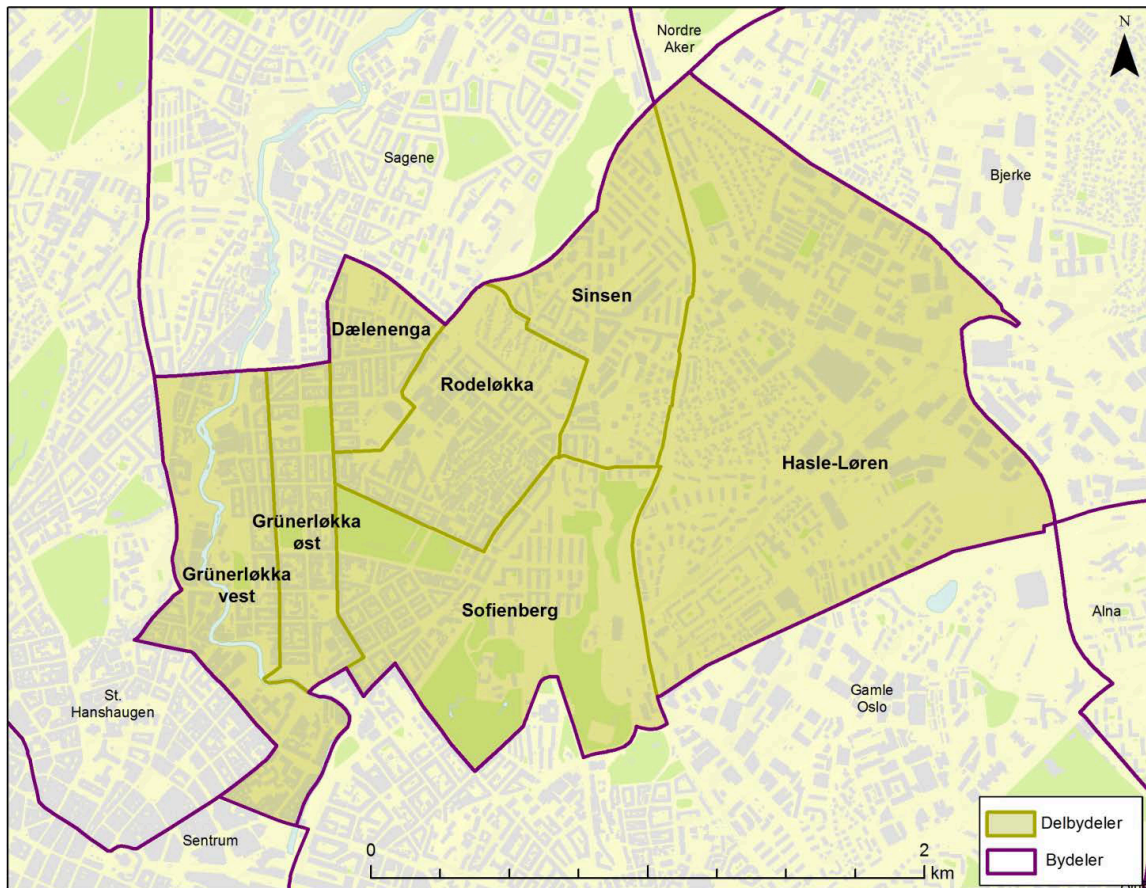 Nordre
Aker
N
Sagene
Bjerke
Sinsen
Dælenenga
Rodeløkka
Hasle-Løren
Grünerløkka
øst
Grünerløkka
vest
Sofienberg
Alna
St.
Hanshaugen
Gamle
Oslo
Sentrum
0
2
km
Delbydeler
Bydeler